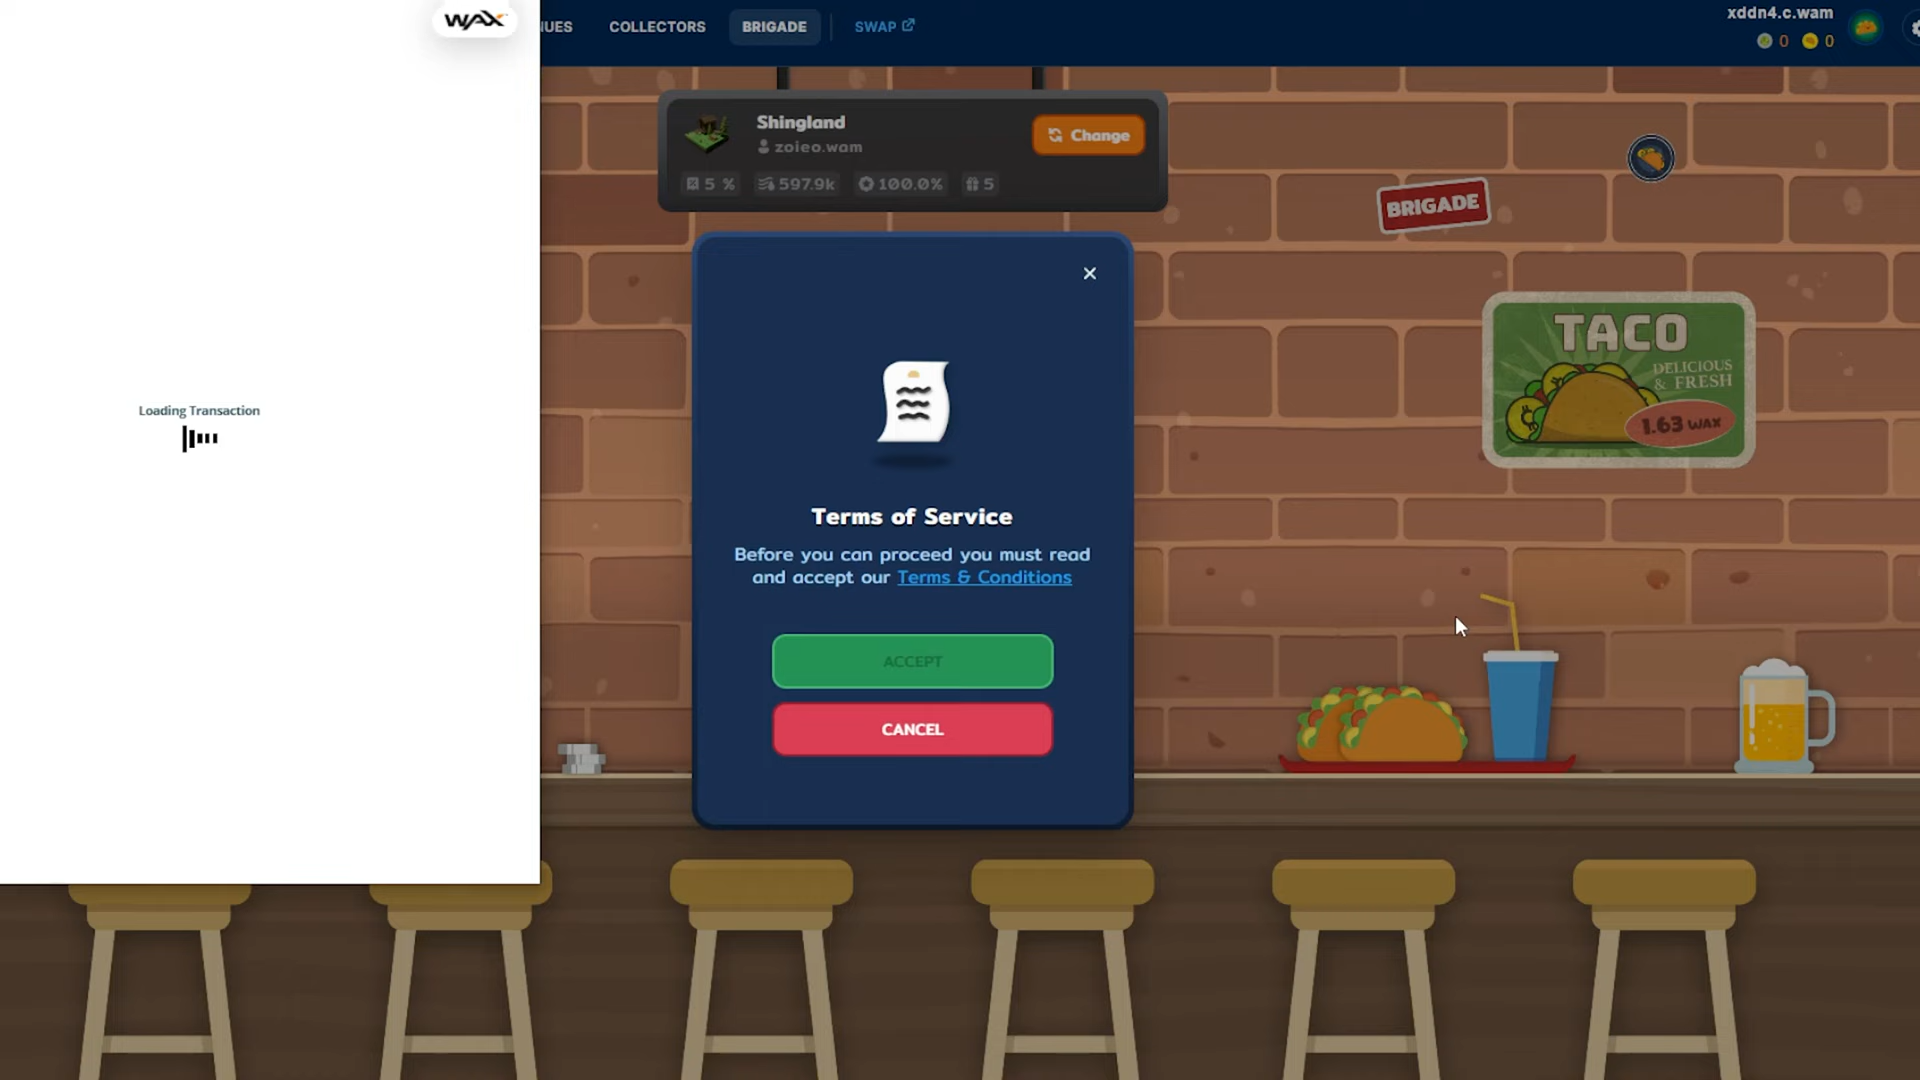 WAX
NUES
COLLECTORS
BRIGADE
SWAP
xddn4.c.wam
0
0
Shingland
zoieo.wam
Change
5 %
597.9k
100.0%
5
BRIGADE
TACO
DELICIOUS
& FRESH
1.63 WAX
Loading Transaction
Terms of Service
Before you can proceed you must read
and accept our Terms & Conditions
ACCEPT
CANCEL